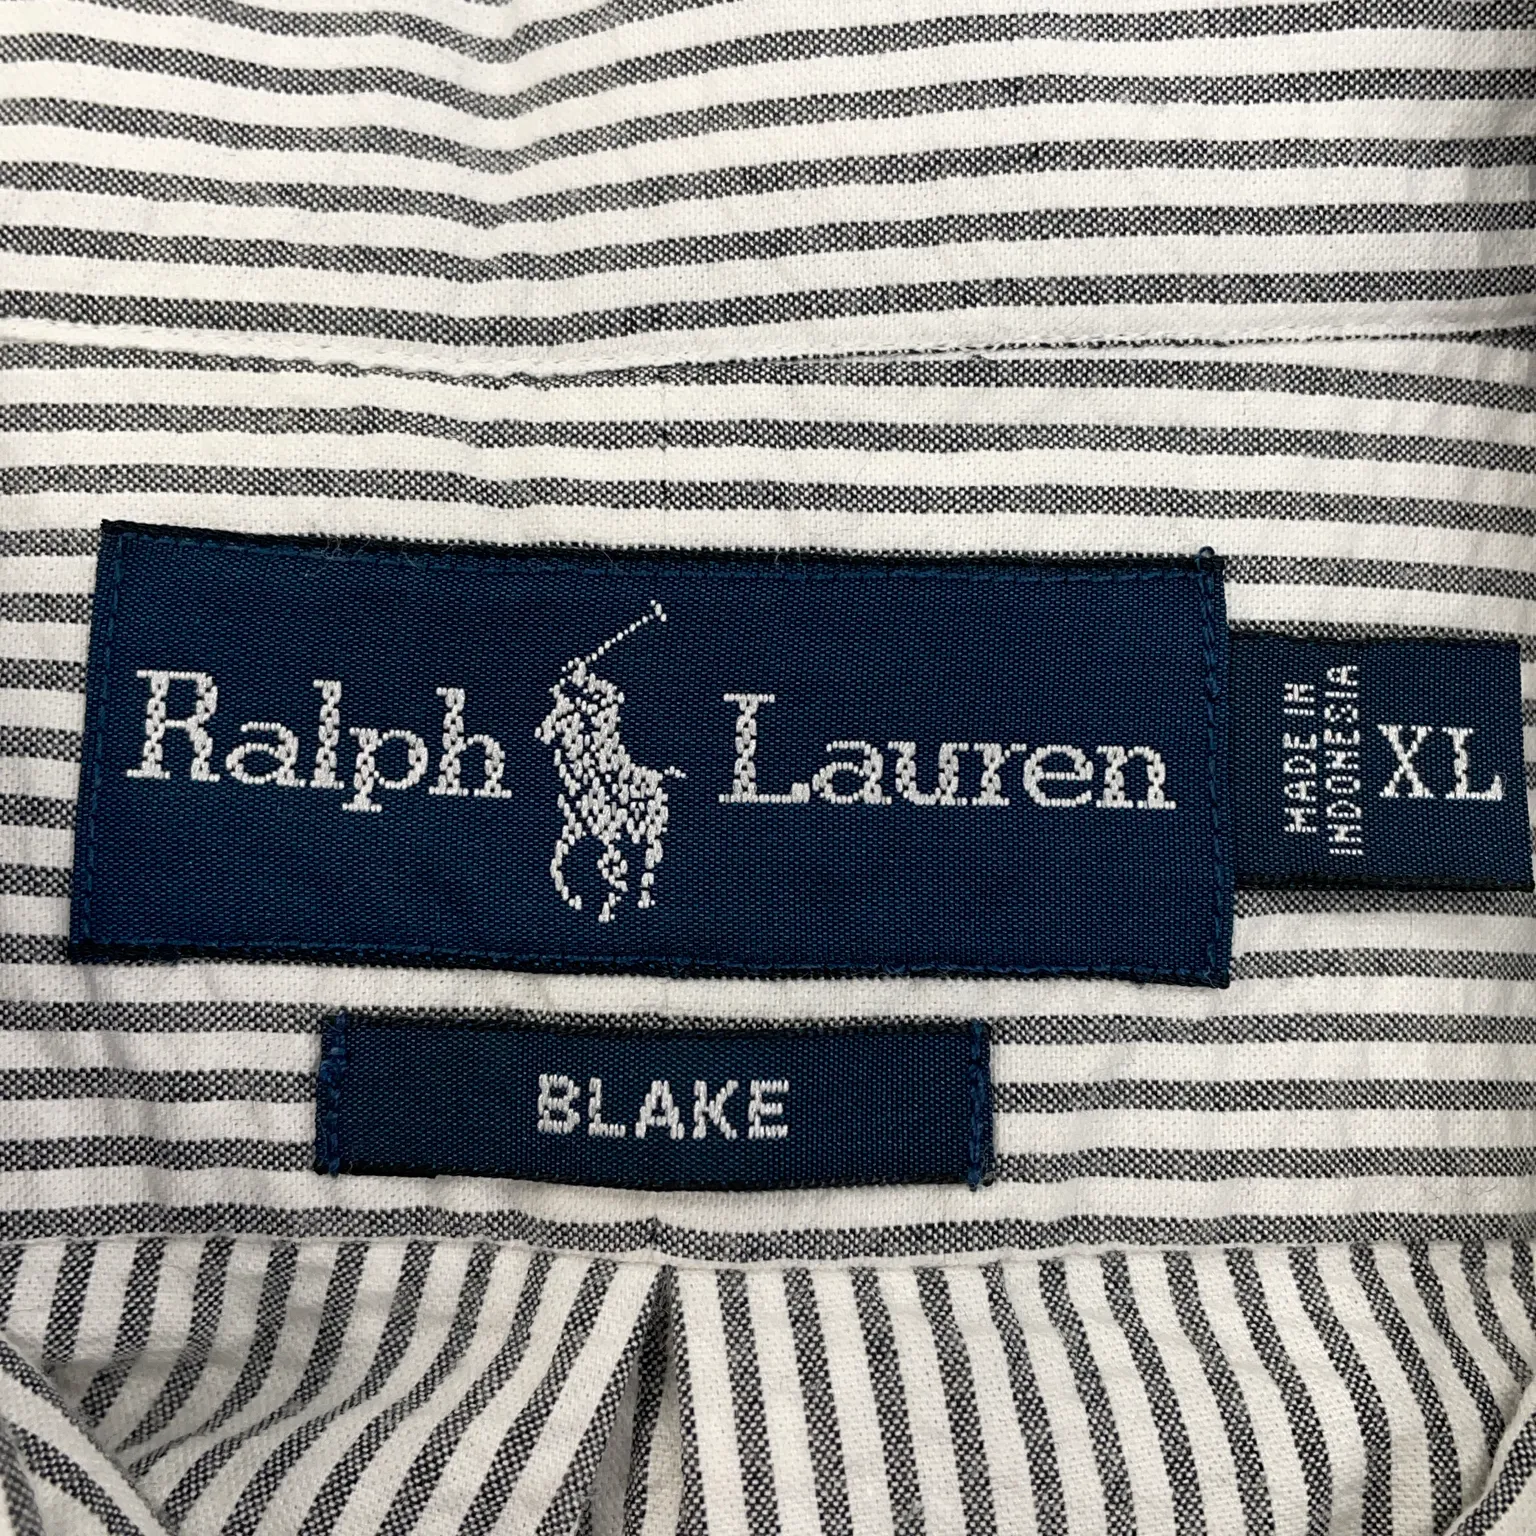 Ralph Lauren
MADE IN
INDONESIA
XL
BLAKE